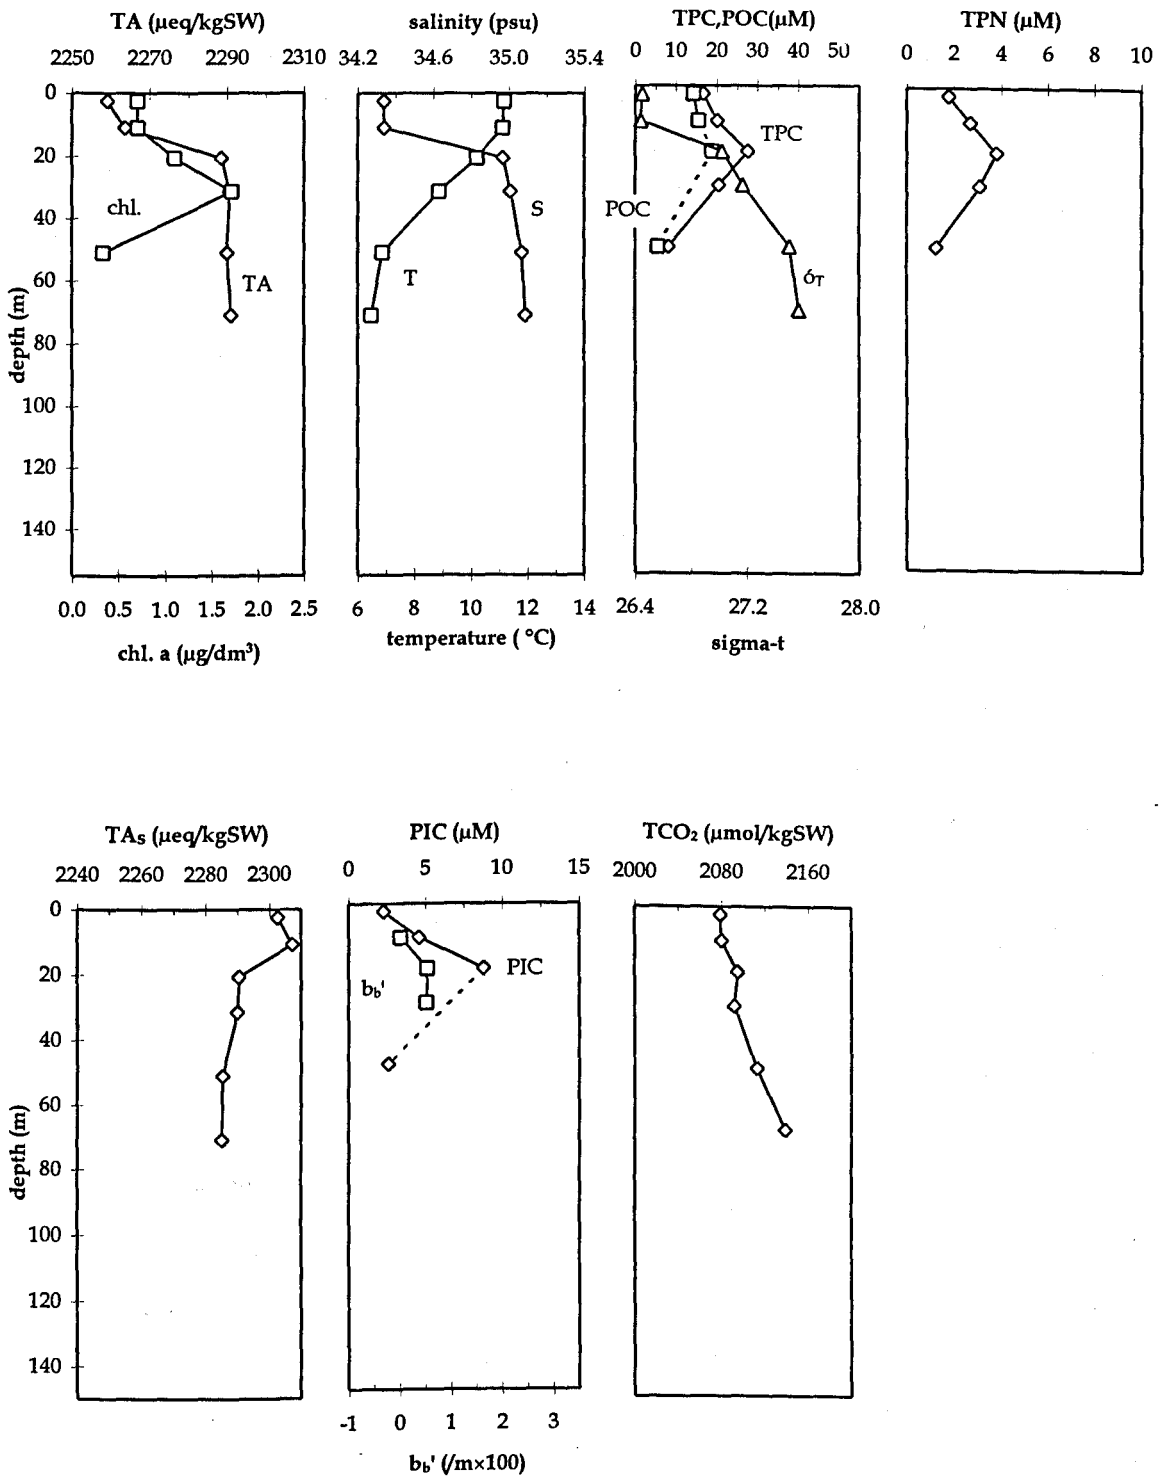 TA (µeq/kgSW) salinity (psu) TPC,POC(µM) TPN (µM)
2250 2270 2290 2310 34.2 34.6 35.0 35.4 0 10 20 30 40 50 0 2 4 6 8 10
0
20
40
60
80
100
120
140
depth (m)
chl.
TA
S
T
TPC
POC
σT
0.0 0.5 1.0 1.5 2.0 2.5 6 8 10 12 14 26.4 27.2 28.0
chl. a (µg/dm³) temperature ( °C) sigma-t
TAs (µeq/kgSW) PIC (µM) TCO₂ (µmol/kgSW)
2240 2260 2280 2300 0 5 10 15 2000 2080 2160
0
20
40
60
80
100
120
140
depth (m)
PIC
bb'
-1 0 1 2 3
bb' (/m×100)